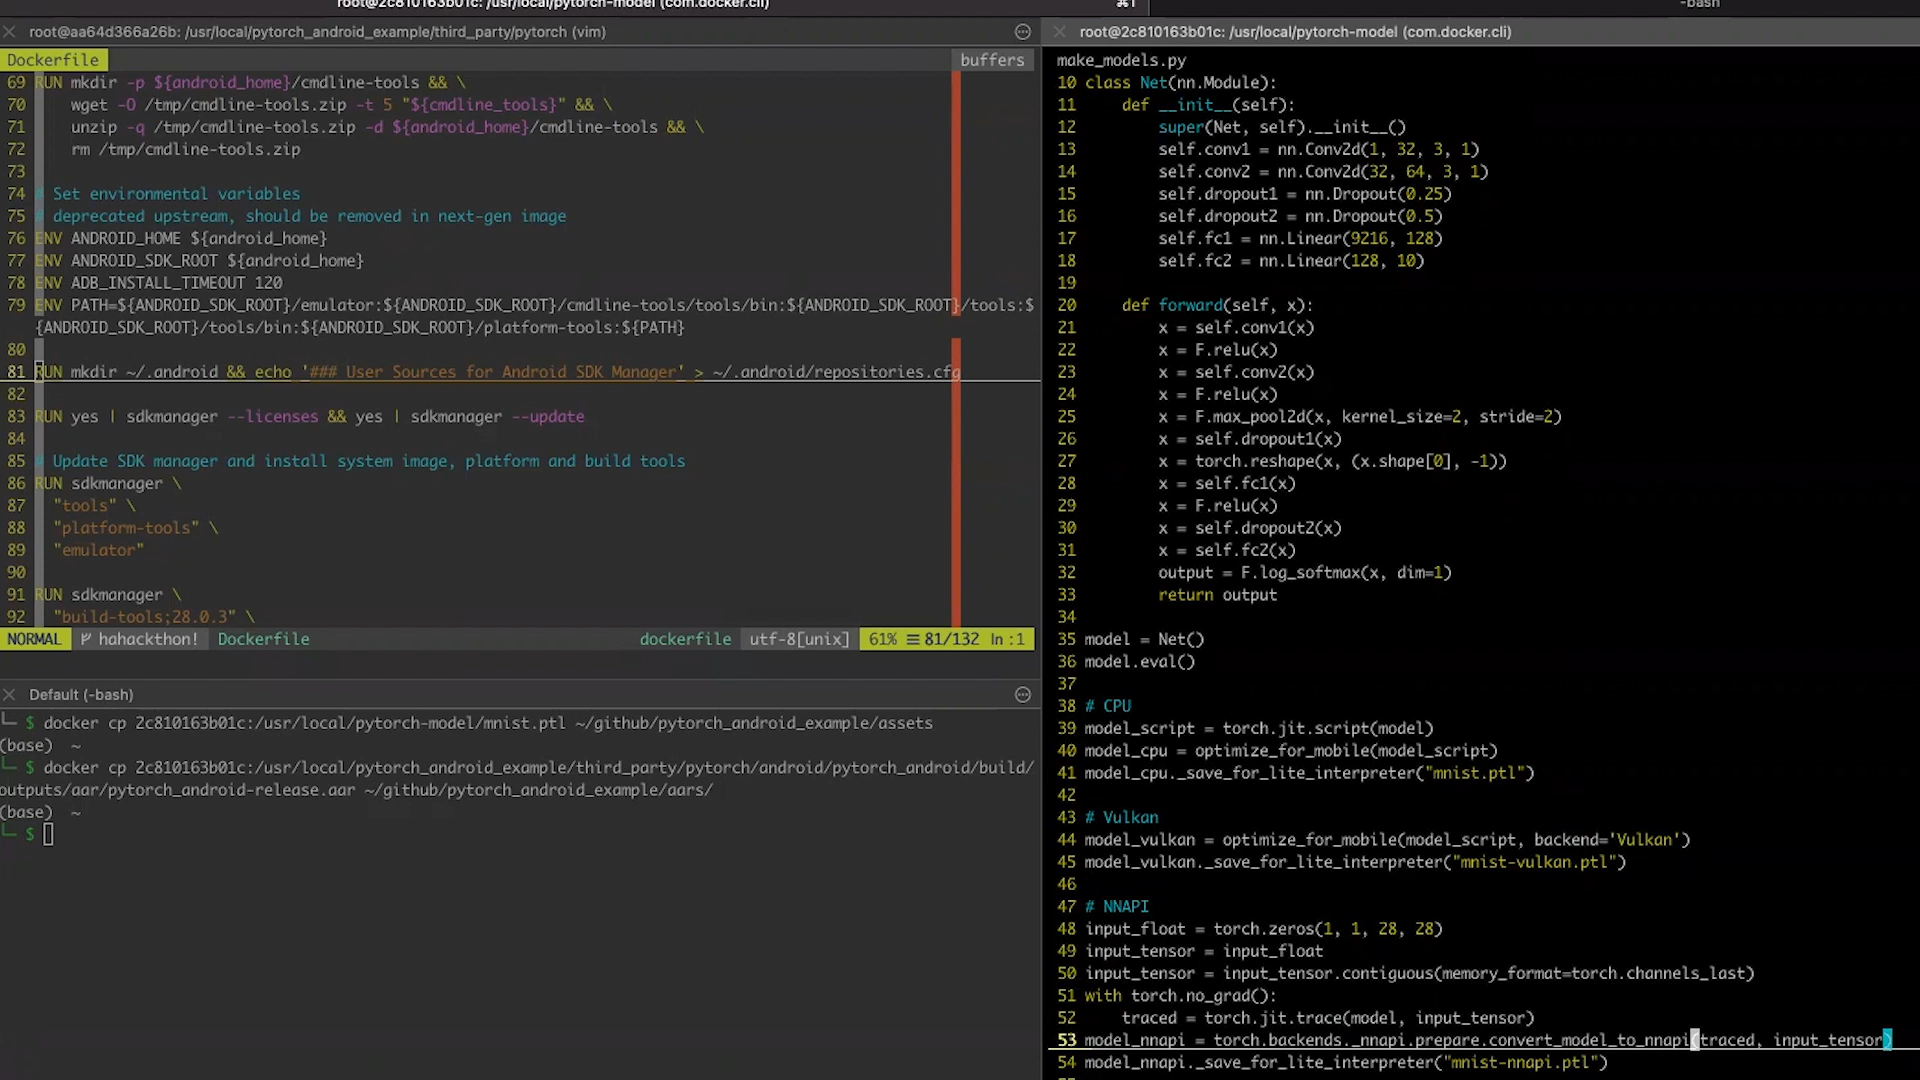 root@2c810163b01c: /usr/local/pytorch-model (com.docker.cli)
⌘1
-bash
root@aa64d366a26b: /usr/local/pytorch_android_example/third_party/pytorch (vim)
Dockerfile
buffers
69 RUN mkdir -p ${android_home}/cmdline-tools && \
70     wget -O /tmp/cmdline-tools.zip -t 5 "${cmdline_tools}" && \
71     unzip -q /tmp/cmdline-tools.zip -d ${android_home}/cmdline-tools && \
72     rm /tmp/cmdline-tools.zip
73
74 # Set environmental variables
75 # deprecated upstream, should be removed in next-gen image
76 ENV ANDROID_HOME ${android_home}
77 ENV ANDROID_SDK_ROOT ${android_home}
78 ENV ADB_INSTALL_TIMEOUT 120
79 ENV PATH=${ANDROID_SDK_ROOT}/emulator:${ANDROID_SDK_ROOT}/cmdline-tools/tools/bin:${ANDROID_SDK_ROOT}/tools:$
{ANDROID_SDK_ROOT}/tools/bin:${ANDROID_SDK_ROOT}/platform-tools:${PATH}
80
81 RUN mkdir ~/.android && echo '### User Sources for Android SDK Manager' > ~/.android/repositories.cfg
82
83 RUN yes | sdkmanager --licenses && yes | sdkmanager --update
84
85 # Update SDK manager and install system image, platform and build tools
86 RUN sdkmanager \
87   "tools" \
88   "platform-tools" \
89   "emulator"
90
91 RUN sdkmanager \
92   "build-tools;28.0.3" \
NORMAL hahackthon! Dockerfile dockerfile utf-8[unix] 61% ☰ 81/132 ln :1
Default (-bash)
$ docker cp 2c810163b01c:/usr/local/pytorch-model/mnist.ptl ~/github/pytorch_android_example/assets
(base) ~
$ docker cp 2c810163b01c:/usr/local/pytorch_android_example/third_party/pytorch/android/pytorch_android/build/
outputs/aar/pytorch_android-release.aar ~/github/pytorch_android_example/aars/
(base) ~
$
root@2c810163b01c: /usr/local/pytorch-model (com.docker.cli)
make_models.py
10 class Net(nn.Module):
11     def __init__(self):
12         super(Net, self).__init__()
13         self.conv1 = nn.Conv2d(1, 32, 3, 1)
14         self.conv2 = nn.Conv2d(32, 64, 3, 1)
15         self.dropout1 = nn.Dropout(0.25)
16         self.dropout2 = nn.Dropout(0.5)
17         self.fc1 = nn.Linear(9216, 128)
18         self.fc2 = nn.Linear(128, 10)
19
20     def forward(self, x):
21         x = self.conv1(x)
22         x = F.relu(x)
23         x = self.conv2(x)
24         x = F.relu(x)
25         x = F.max_pool2d(x, kernel_size=2, stride=2)
26         x = self.dropout1(x)
27         x = torch.reshape(x, (x.shape[0], -1))
28         x = self.fc1(x)
29         x = F.relu(x)
30         x = self.dropout2(x)
31         x = self.fc2(x)
32         output = F.log_softmax(x, dim=1)
33         return output
34
35 model = Net()
36 model.eval()
37
38 # CPU
39 model_script = torch.jit.script(model)
40 model_cpu = optimize_for_mobile(model_script)
41 model_cpu._save_for_lite_interpreter("mnist.ptl")
42
43 # Vulkan
44 model_vulkan = optimize_for_mobile(model_script, backend='Vulkan')
45 model_vulkan._save_for_lite_interpreter("mnist-vulkan.ptl")
46
47 # NNAPI
48 input_float = torch.zeros(1, 1, 28, 28)
49 input_tensor = input_float
50 input_tensor = input_tensor.contiguous(memory_format=torch.channels_last)
51 with torch.no_grad():
52     traced = torch.jit.trace(model, input_tensor)
53 model_nnapi = torch.backends._nnapi.prepare.convert_model_to_nnapi(traced, input_tensor)
54 model_nnapi._save_for_lite_interpreter("mnist-nnapi.ptl")